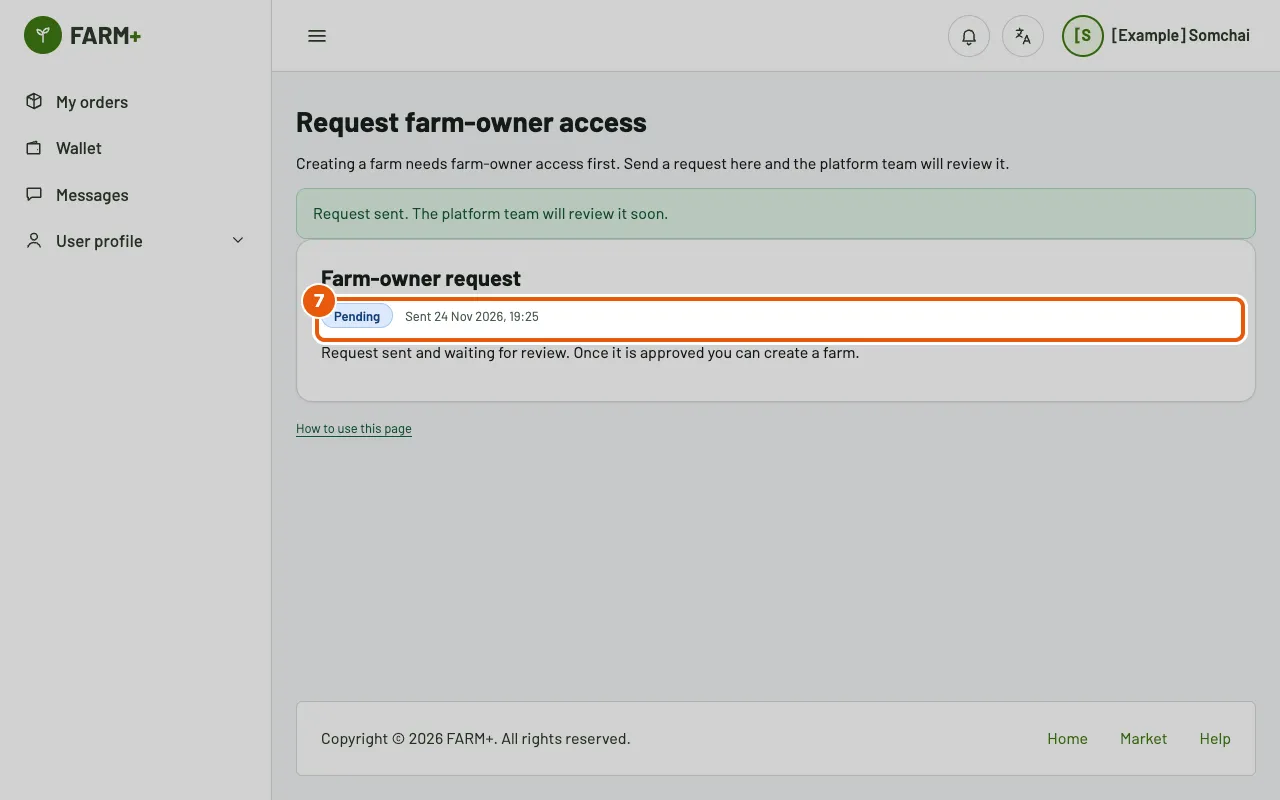 FARM+
[S
[Example] Somchai
My orders
Wallet
Messages
User profile
Request farm-owner access
Creating a farm needs farm-owner access first. Send a request here and the platform team will review it.
Request sent. The platform team will review it soon.
Farm-owner request
7
Pending Sent 24 Nov 2026, 19:25
Request sent and waiting for review. Once it is approved you can create a farm.
How to use this page
Copyright © 2026 FARM+. All rights reserved.
Home Market Help